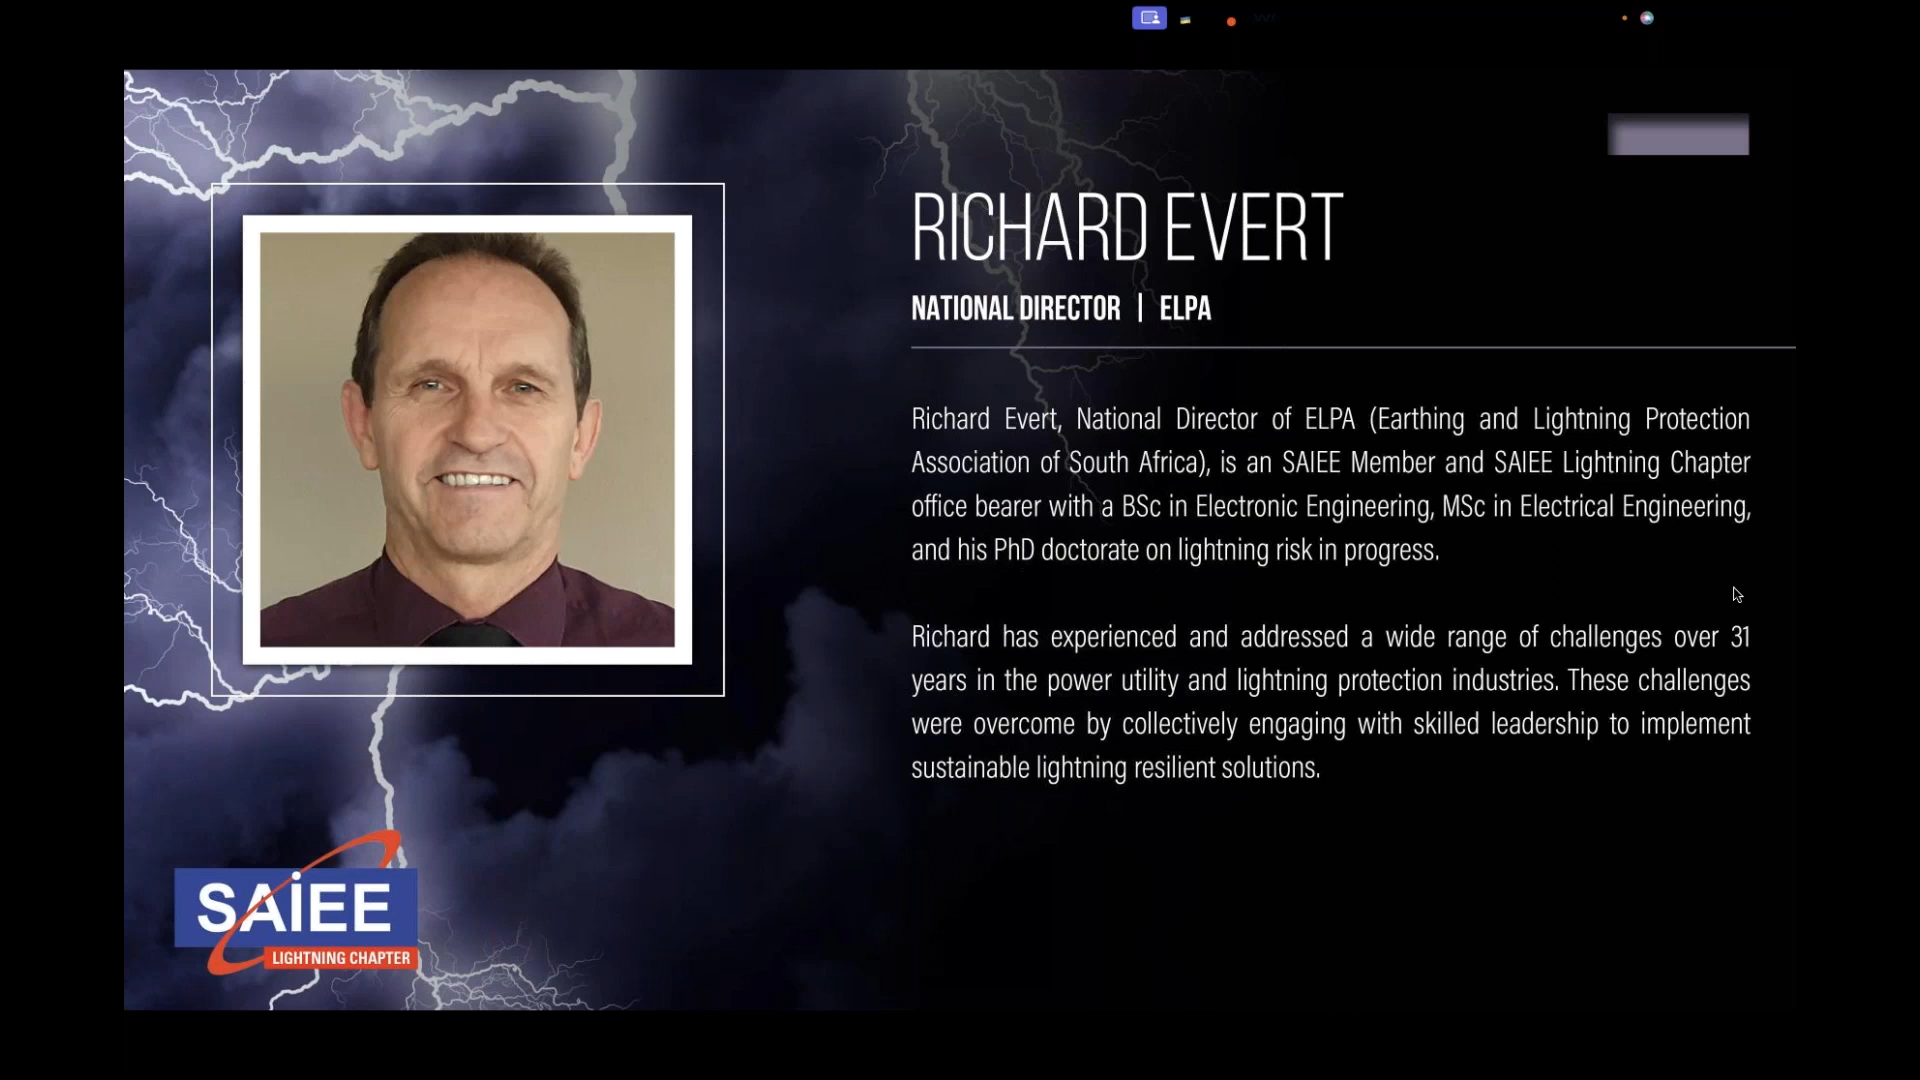 RICHARD EVERT
NATIONAL DIRECTOR | ELPA
Richard Evert, National Director of ELPA (Earthing and Lightning Protection
Association of South Africa), is an SAIEE Member and SAIEE Lightning Chapter
office bearer with a BSc in Electronic Engineering, MSc in Electrical Engineering,
and his PhD doctorate on lightning risk in progress.
Richard has experienced and addressed a wide range of challenges over 31
years in the power utility and lightning protection industries. These challenges
were overcome by collectively engaging with skilled leadership to implement
sustainable lightning resilient solutions.
SAiEE
LIGHTNING CHAPTER